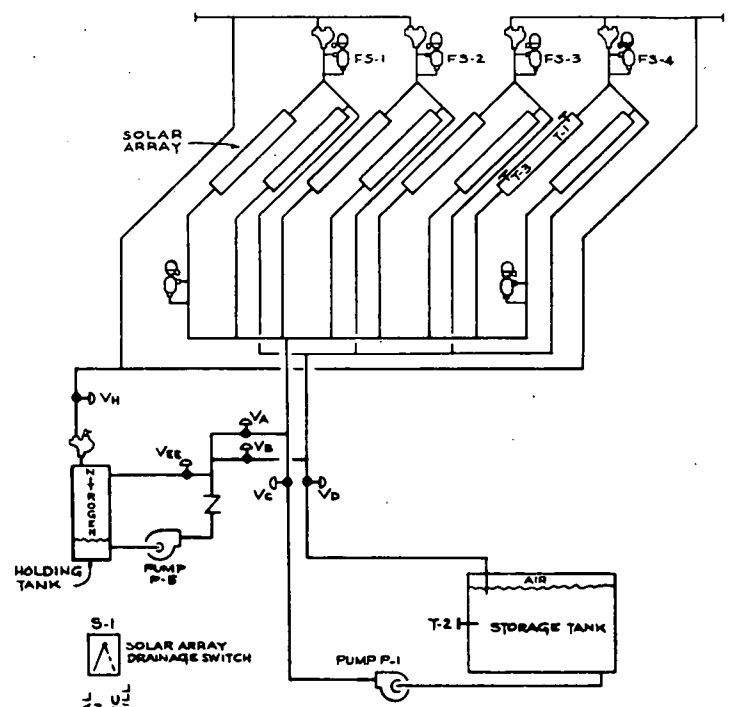 FS-1
FS-2
FS-3
FS-4
SOLAR
ARRAY
T-1
T-3
VH
VA
VB
VEE
VC
VD
NITROGEN
HOLDING
TANK
PUMP
P-5
AIR
T-2
STORAGE TANK
S-1
SOLAR ARRAY
DRAINAGE SWITCH
PUMP P-1